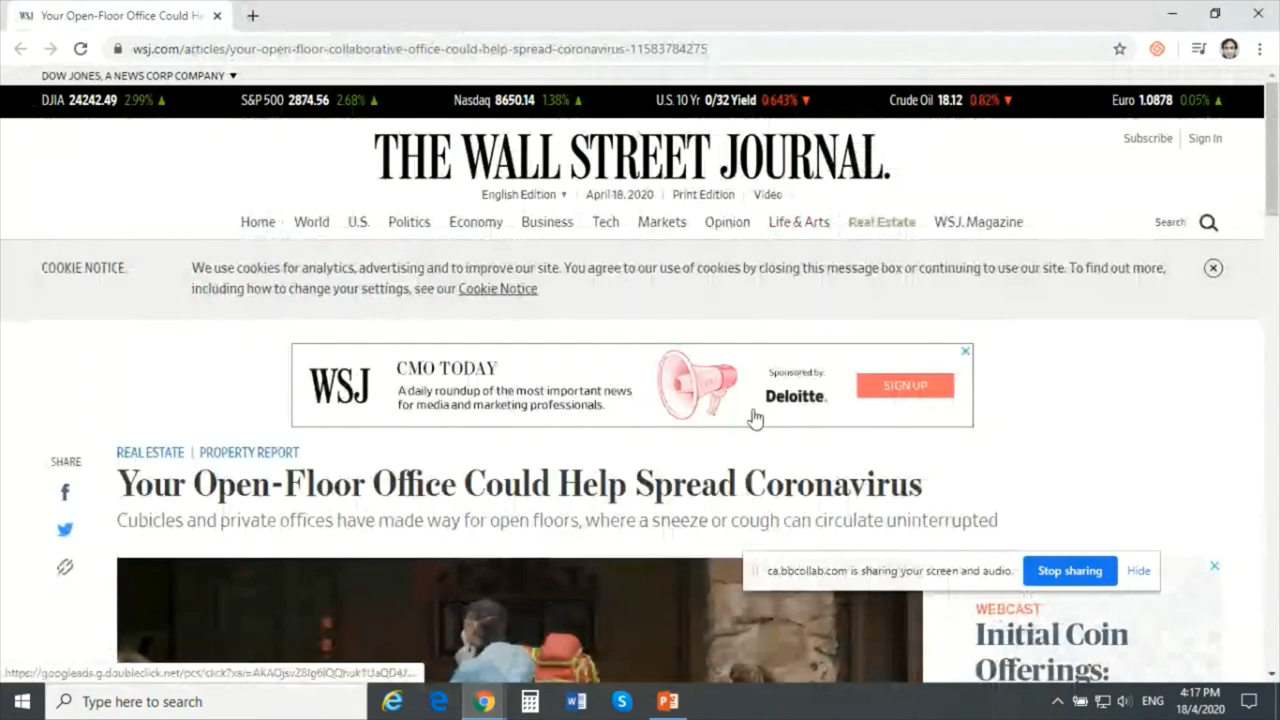 WSJ Your Open-Floor Office Could He
wsj.com/articles/your-open-floor-collaborative-office-could-help-spread-coronavirus-11583784275
DOW JONES, A NEWS CORP COMPANY ▼
DJIA 24242.49 2.99% ▲ S&P 500 2874.56 2.68% ▲ Nasdaq 8650.14 1.38% ▲ U.S. 10 Yr 0/32 Yield 0.643% ▼ Crude Oil 18.12 0.82% ▼ Euro 1.0878 0.05% ▲
Subscribe Sign In
THE WALL STREET JOURNAL.
English Edition ▼ April 18, 2020 Print Edition Video
Home World U.S. Politics Economy Business Tech Markets Opinion Life & Arts Real Estate WSJ. Magazine Search
COOKIE NOTICE
We use cookies for analytics, advertising and to improve our site. You agree to our use of cookies by closing this message box or continuing to use our site. To find out more,
including how to change your settings, see our Cookie Notice
WSJ
CMO TODAY
A daily roundup of the most important news
for media and marketing professionals.
Sponsored by:
Deloitte.
SIGN UP
REAL ESTATE | PROPERTY REPORT
SHARE
Your Open-Floor Office Could Help Spread Coronavirus
Cubicles and private offices have made way for open floors, where a sneeze or cough can circulate uninterrupted
ca.bbcollab.com is sharing your screen and audio. Stop sharing Hide
WEBCAST
Initial Coin
Offerings:
Type here to search
ENG
4:17 PM
18/4/2020